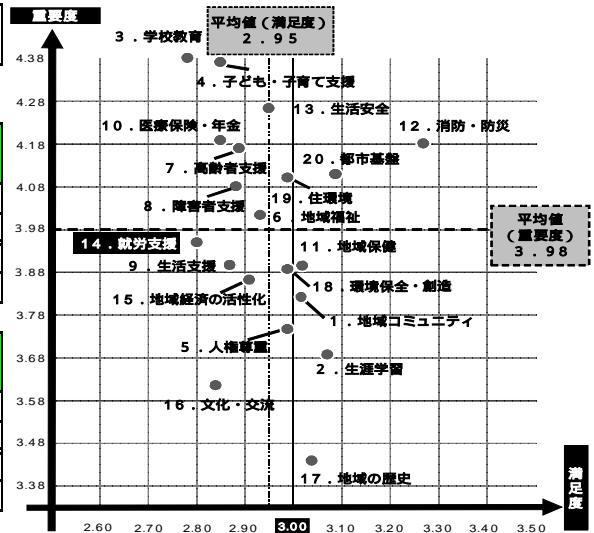 重要度
平均値（満足度）
２．９５
３．学校教育
4.38
４．子ども・子育て支援
4.28
１３．生活安全
１０．医療保険・年金
１２．消防・防災
4.18
２０．都市基盤
７．高齢者支援
4.08
１９．住環境
８．障害者支援
６．地域福祉
平均値
（重要度）
３．９８
3.98
１４．就労支援
１１．地域保健
９．生活支援
3.88
１８．環境保全・創造
１５．地域経済の活性化
3.78
１．地域コミュニティ
５．人権尊重
3.68
２．生涯学習
3.58
１６．文化・交流
3.48
3.38
１７．地域の歴史
満足度
2.60 2.70 2.80 2.90 3.00 3.10 3.20 3.30 3.40 3.50